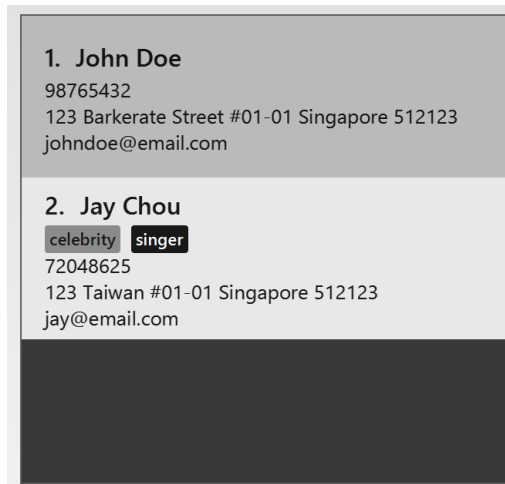 1. John Doe
98765432
123 Barkerate Street #01-01 Singapore 512123
johndoe@email.com
2. Jay Chou
celebrity singer
72048625
123 Taiwan #01-01 Singapore 512123
jay@email.com